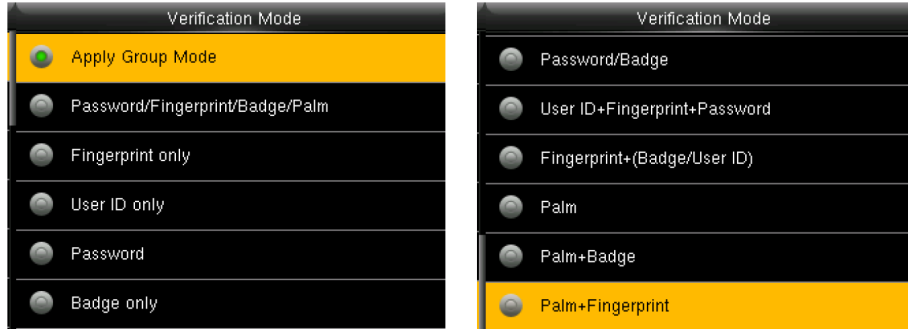 Verification Mode
Apply Group Mode
Password/Fingerprint/Badge/Palm
Fingerprint only
User ID only
Password
Badge only
Verification Mode
Password/Badge
User ID+Fingerprint+Password
Fingerprint+(Badge/User ID)
Palm
Palm+Badge
Palm+Fingerprint